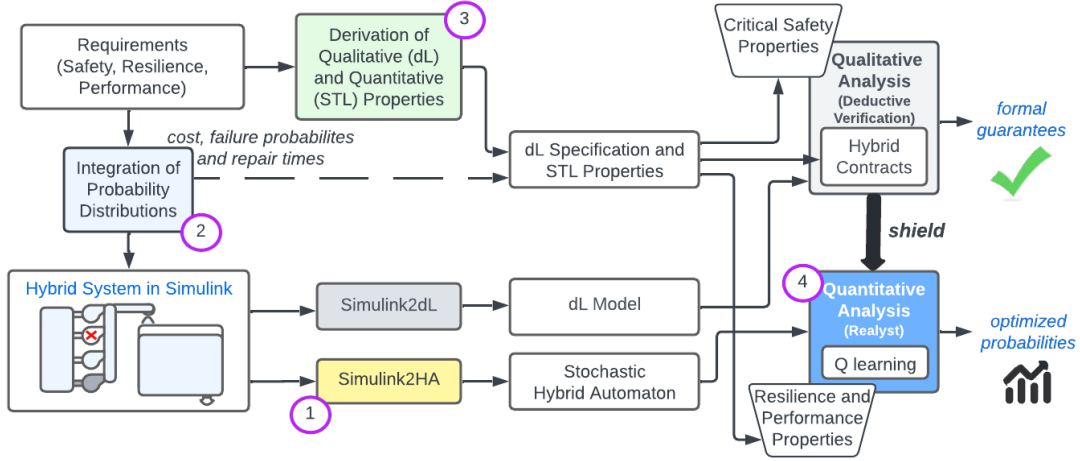 Requirements
(Safety, Resilience,
Performance)
3
Derivation of
Qualitative (dL)
and Quantitative
(STL) Properties
Critical Safety
Properties
Qualitative
Analysis
(Deductive
Verification)
Hybrid
Contracts
formal
guarantees
cost, failure probabilites
and repair times
Integration of
Probability
Distributions
2
dL Specification and
STL Properties
shield
Hybrid System in Simulink
Simulink2dL
dL Model
4
Quantitative
Analysis
(Realyst)
Q learning
optimized
probabilities
Simulink2HA
1
Stochastic
Hybrid Automaton
Resilience and
Performance
Properties